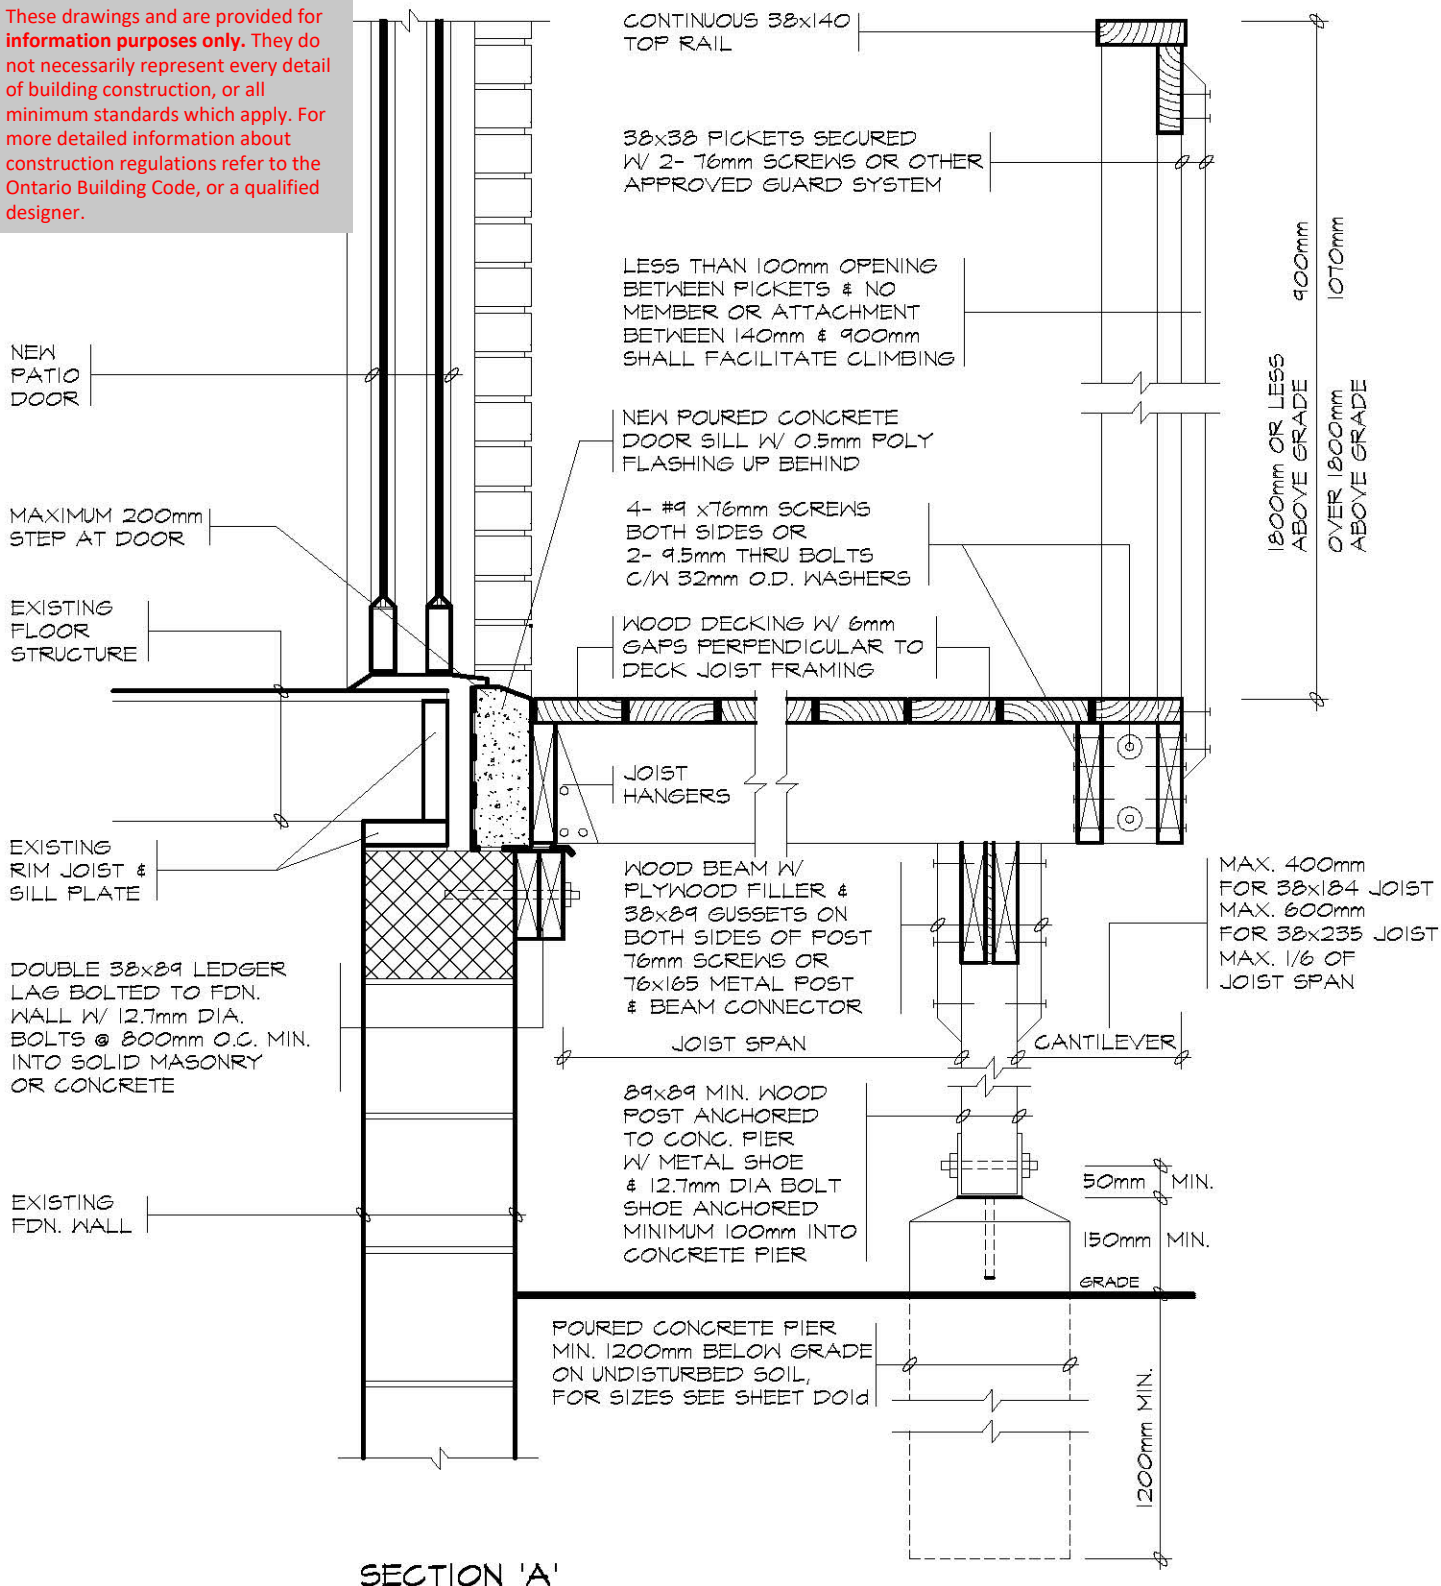 These drawings and are provided for
information purposes only. They do
not necessarily represent every detail
of building construction, or all
minimum standards which apply. For
more detailed information about
construction regulations refer to the
Ontario Building Code, or a qualified
designer.
CONTINUOUS 38x140
TOP RAIL
38x38 PICKETS SECURED
W/ 2- 76mm SCREWS OR OTHER
APPROVED GUARD SYSTEM
LESS THAN 100mm OPENING
BETWEEN PICKETS & NO
MEMBER OR ATTACHMENT
BETWEEN 140mm & 900mm
SHALL FACILITATE CLIMBING
1800mm OR LESS
ABOVE GRADE
900mm
OVER 1800mm
ABOVE GRADE
1070mm
NEW
PATIO
DOOR
NEW POURED CONCRETE
DOOR SILL W/ 0.5mm POLY
FLASHING UP BEHIND
MAXIMUM 200mm
STEP AT DOOR
4- #9 x76mm SCREWS
BOTH SIDES OR
2- 9.5mm THRU BOLTS
C/W 32mm O.D. WASHERS
EXISTING
FLOOR
STRUCTURE
WOOD DECKING W/ 6mm
GAPS PERPENDICULAR TO
DECK JOIST FRAMING
JOIST
HANGERS
EXISTING
RIM JOIST &
SILL PLATE
WOOD BEAM W/
PLYWOOD FILLER &
38x89 GUSSETS ON
BOTH SIDES OF POST
76mm SCREWS OR
76x165 METAL POST
& BEAM CONNECTOR
MAX. 400mm
FOR 38x184 JOIST
MAX. 600mm
FOR 38x235 JOIST
MAX. 1/6 OF
JOIST SPAN
DOUBLE 38x89 LEDGER
LAG BOLTED TO FDN.
WALL W/ 12.7mm DIA.
BOLTS @ 800mm O.C. MIN.
INTO SOLID MASONRY
OR CONCRETE
JOIST SPAN
CANTILEVER
89x89 MIN. WOOD
POST ANCHORED
TO CONC. PIER
W/ METAL SHOE
& 12.7mm DIA BOLT
SHOE ANCHORED
MINIMUM 100mm INTO
CONCRETE PIER
50mm MIN.
EXISTING
FDN. WALL
150mm MIN.
GRADE
POURED CONCRETE PIER
MIN. 1200mm BELOW GRADE
ON UNDISTURBED SOIL,
FOR SIZES SEE SHEET D01d
1200mm MIN.
SECTION 'A'